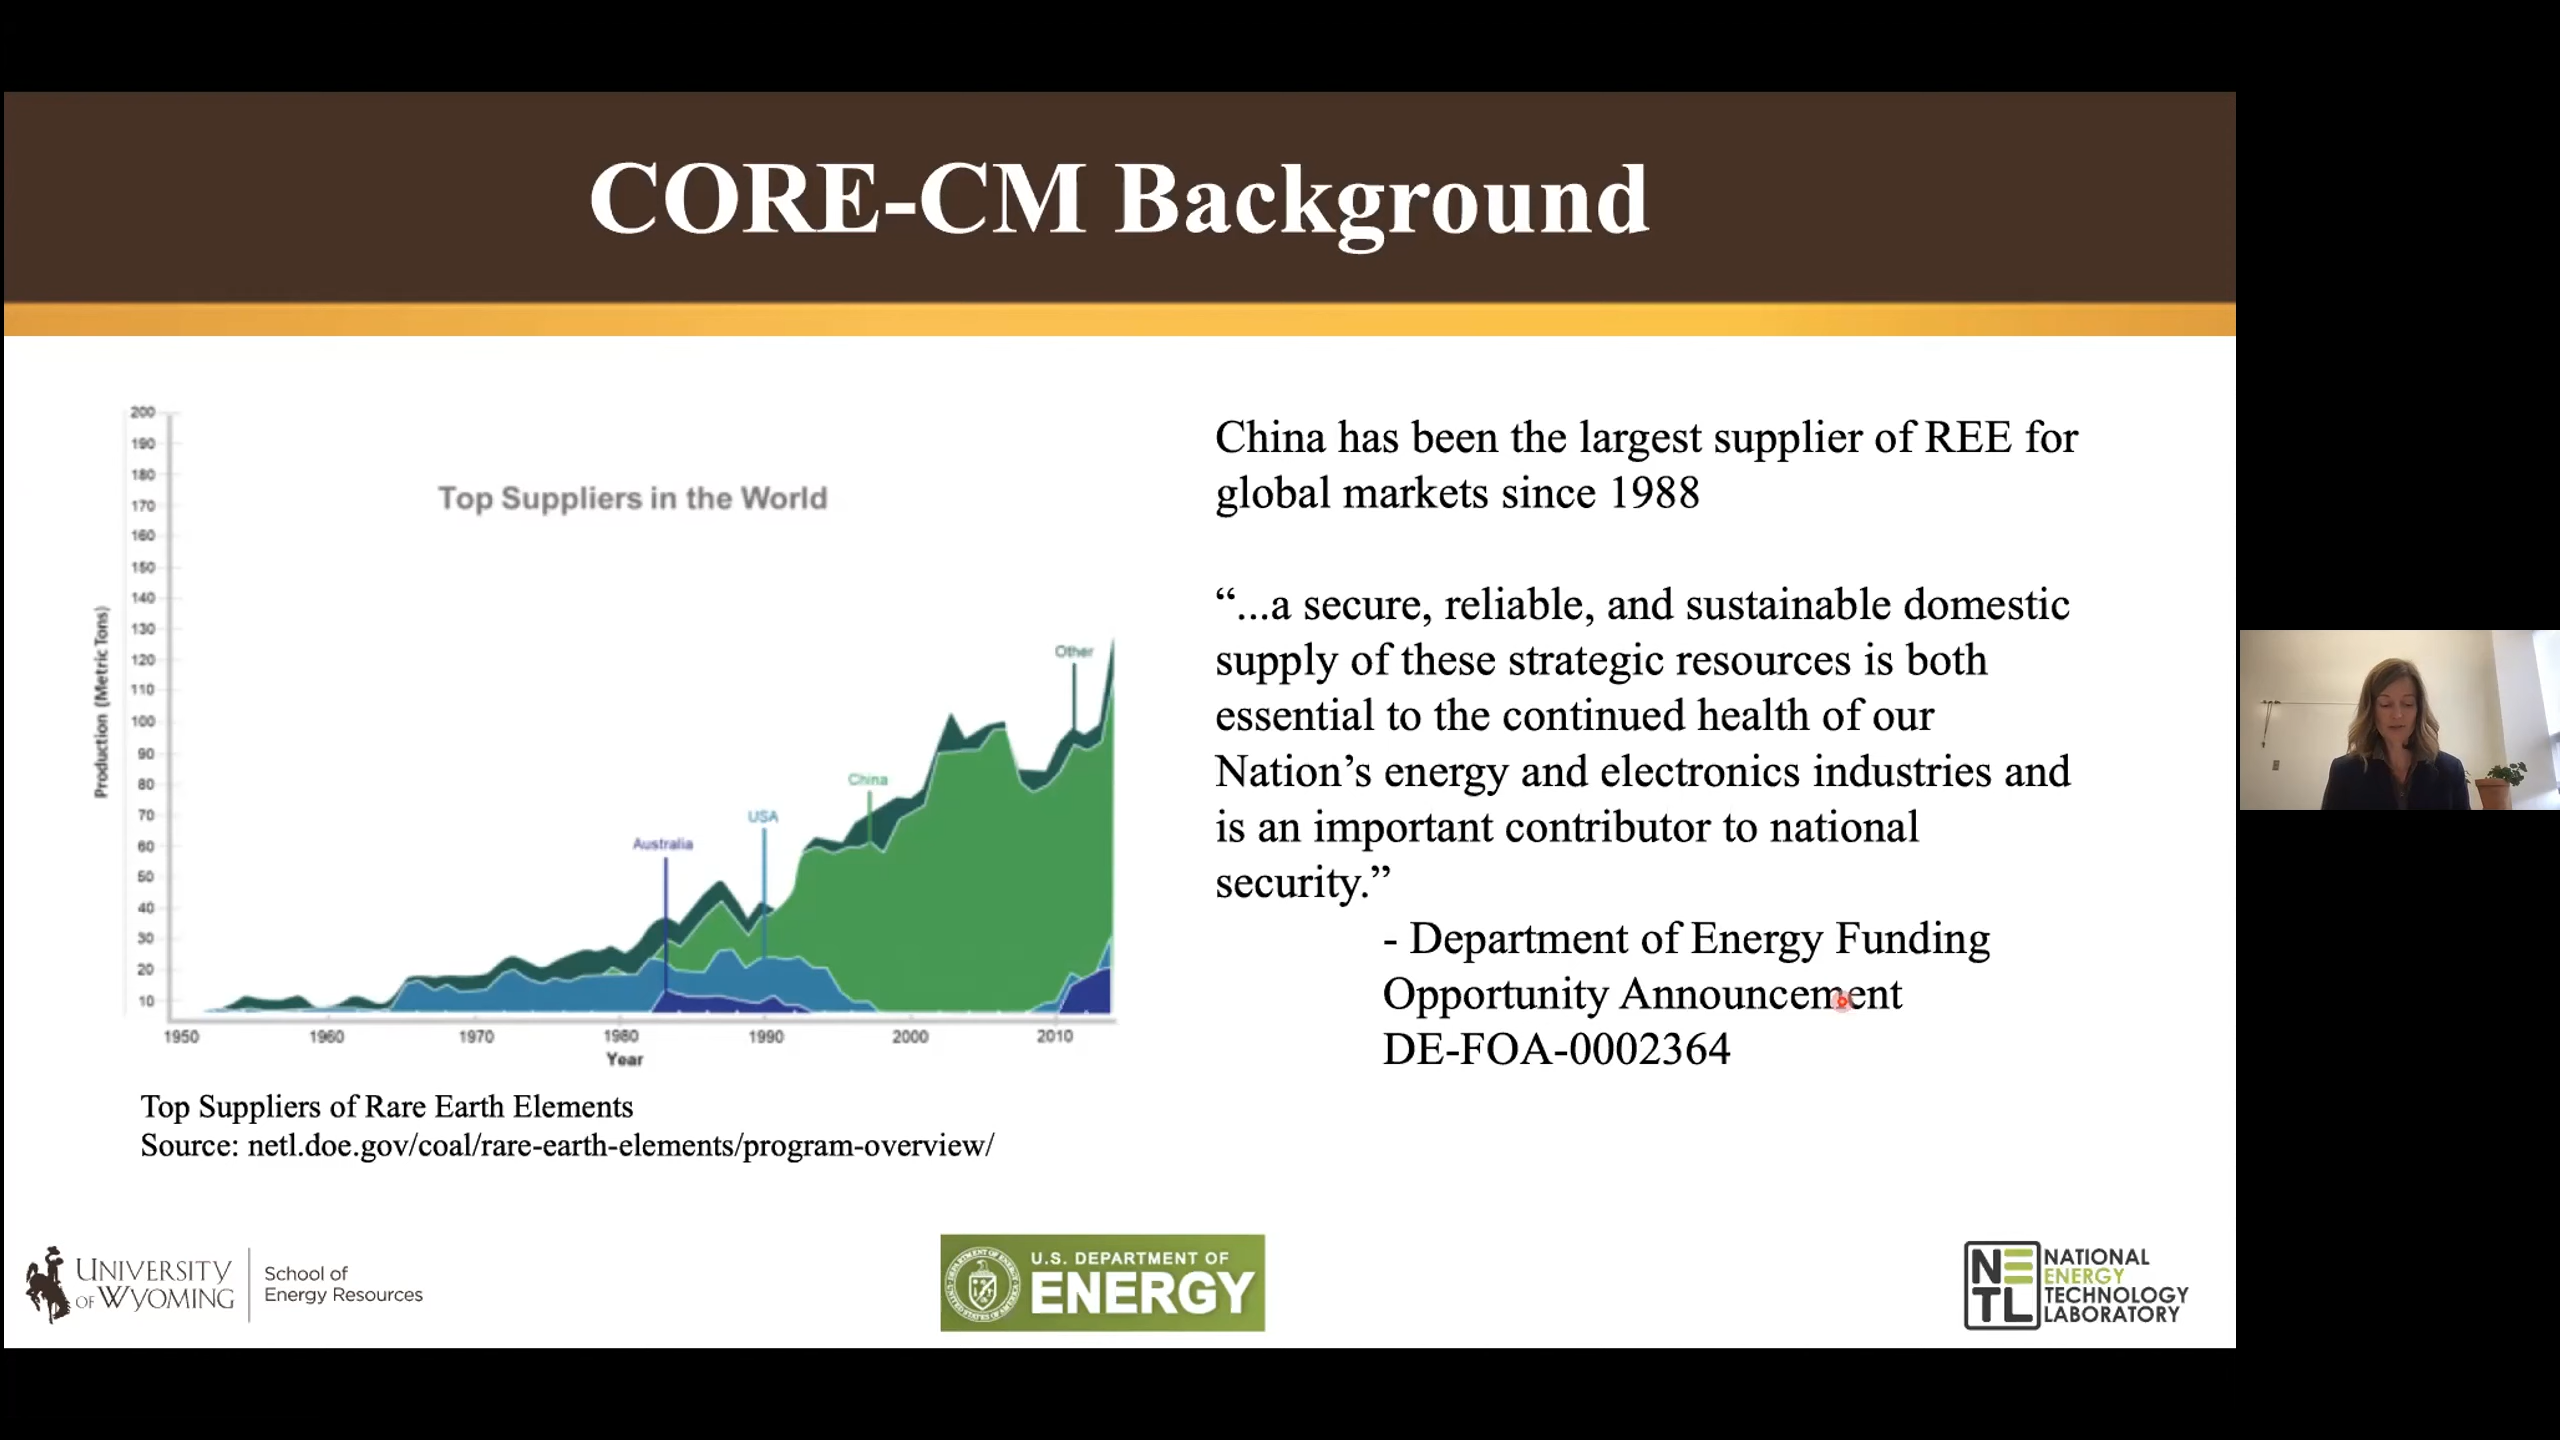 CORE-CM Background
200
190
180
170
160
150
140
130
120
110
100
90
80
70
60
50
40
30
20
10
Production (Metric Tons)
Top Suppliers in the World
Other
China
USA
Australia
1950
1960
1970
1980
1990
2000
2010
Year
Top Suppliers of Rare Earth Elements
Source: netl.doe.gov/coal/rare-earth-elements/program-overview/
China has been the largest supplier of REE for
global markets since 1988
“...a secure, reliable, and sustainable domestic
supply of these strategic resources is both
essential to the continued health of our
Nation’s energy and electronics industries and
is an important contributor to national
security.”
- Department of Energy Funding
Opportunity Announcement
DE-FOA-0002364
UNIVERSITY
OF WYOMING
School of
Energy Resources
U.S. DEPARTMENT OF
ENERGY
NE
TL
NATIONAL
ENERGY
TECHNOLOGY
LABORATORY